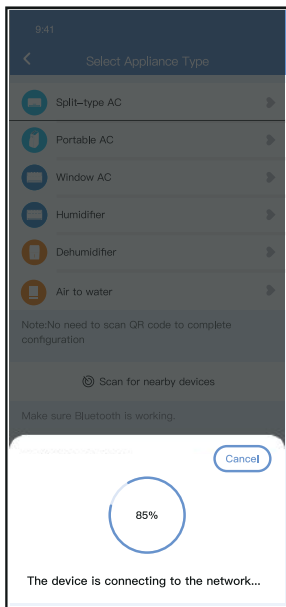 9:41
Select Appliance Type
Split-type AC
Portable AC
Window AC
Humidifier
Dehumidifier
Air to water
Note:No need to scan QR code to complete
configuration
Scan for nearby devices
Make sure Bluetooth is working.
Cancel
85%
The device is connecting to the network...